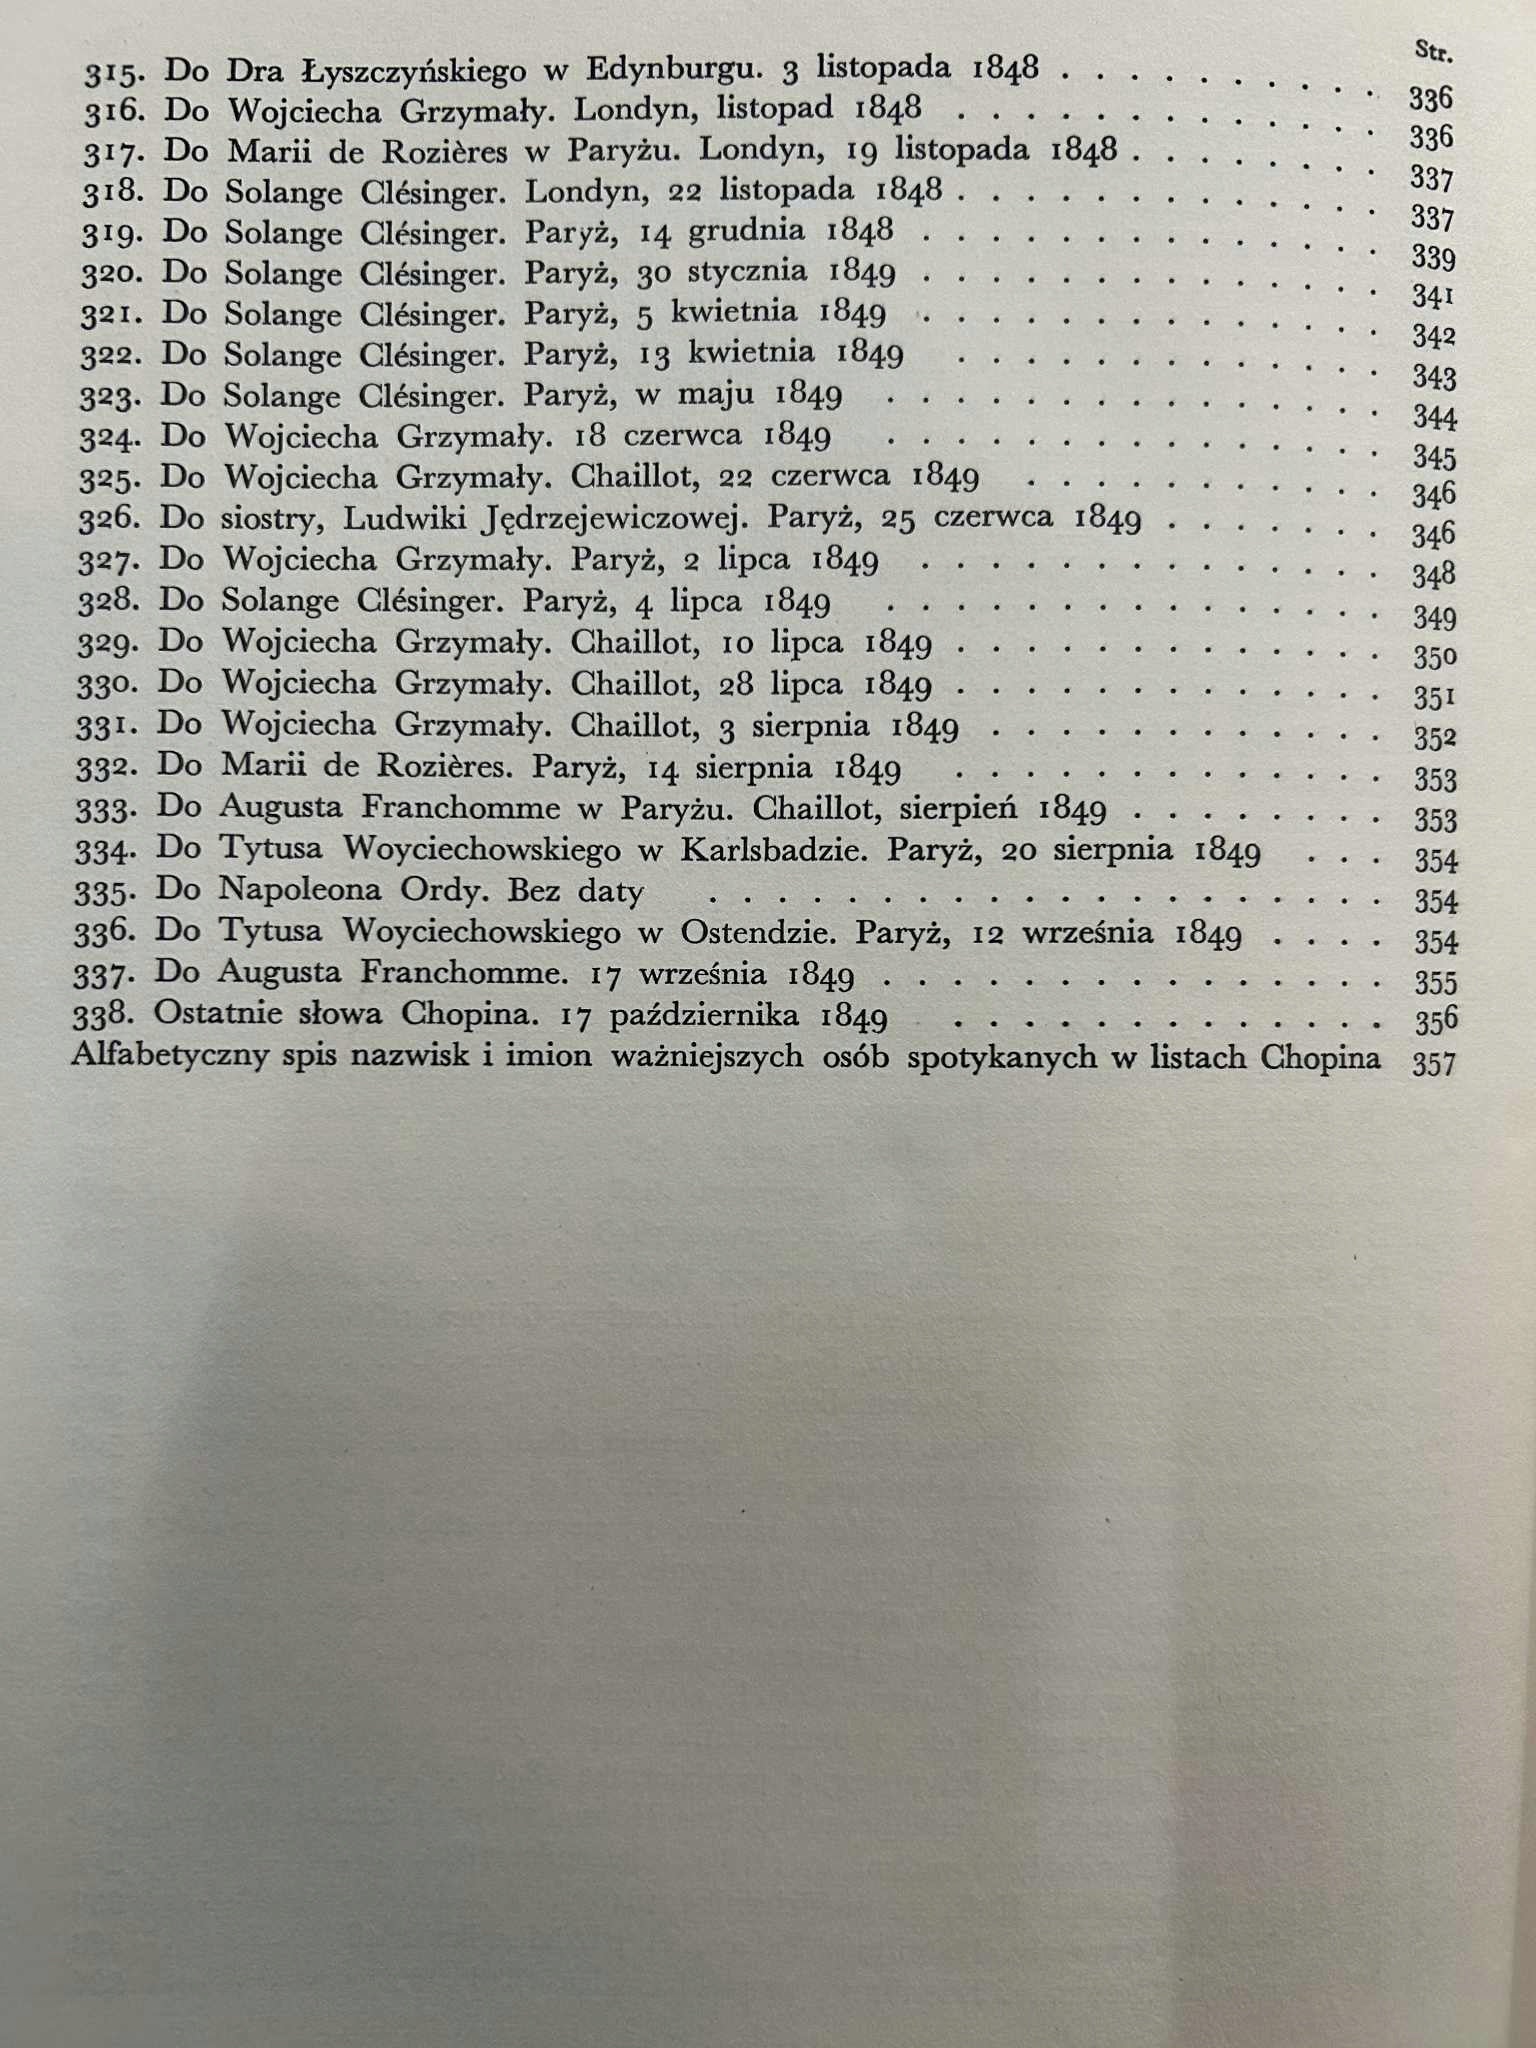 Str.
315. Do Dra Łyszczyńskiego w Edynburgu. 3 listopada 1848 . . . . . . . . . . 336
316. Do Wojciecha Grzymały. Londyn, listopad 1848 . . . . . . . . . . . . . 336
317. Do Marii de Rozières w Paryżu. Londyn, 19 listopada 1848 . . . . . . . . 337
318. Do Solange Clésinger. Londyn, 22 listopada 1848 . . . . . . . . . . . . . 337
319. Do Solange Clésinger. Paryż, 14 grudnia 1848 . . . . . . . . . . . . . . 339
320. Do Solange Clésinger. Paryż, 30 stycznia 1849 . . . . . . . . . . . . . . 341
321. Do Solange Clésinger. Paryż, 5 kwietnia 1849 . . . . . . . . . . . . . . 342
322. Do Solange Clésinger. Paryż, 13 kwietnia 1849 . . . . . . . . . . . . . 343
323. Do Solange Clésinger. Paryż, w maju 1849 . . . . . . . . . . . . . . . 344
324. Do Wojciecha Grzymały. 18 czerwca 1849 . . . . . . . . . . . . . . . 345
325. Do Wojciecha Grzymały. Chaillot, 22 czerwca 1849 . . . . . . . . . . . 346
326. Do siostry, Ludwiki Jędrzejewiczowej. Paryż, 25 czerwca 1849 . . . . . . . 346
327. Do Wojciecha Grzymały. Paryż, 2 lipca 1849 . . . . . . . . . . . . . . 348
328. Do Solange Clésinger. Paryż, 4 lipca 1849 . . . . . . . . . . . . . . . 349
329. Do Wojciecha Grzymały. Chaillot, 10 lipca 1849 . . . . . . . . . . . . . 350
330. Do Wojciecha Grzymały. Chaillot, 28 lipca 1849 . . . . . . . . . . . . . 351
331. Do Wojciecha Grzymały. Chaillot, 3 sierpnia 1849 . . . . . . . . . . . . 352
332. Do Marii de Rozières. Paryż, 14 sierpnia 1849 . . . . . . . . . . . . . 353
333. Do Augusta Franchomme w Paryżu. Chaillot, sierpień 1849 . . . . . . . . 353
334. Do Tytusa Woyciechowskiego w Karlsbadzie. Paryż, 20 sierpnia 1849 . . . 354
335. Do Napoleona Ordy. Bez daty . . . . . . . . . . . . . . . . . . . . 354
336. Do Tytusa Woyciechowskiego w Ostendzie. Paryż, 12 września 1849 . . . . 354
337. Do Augusta Franchomme. 17 września 1849 . . . . . . . . . . . . . . . 355
338. Ostatnie słowa Chopina. 17 października 1849 . . . . . . . . . . . . . 356
Alfabetyczny spis nazwisk i imion ważniejszych osób spotykanych w listach Chopina 357